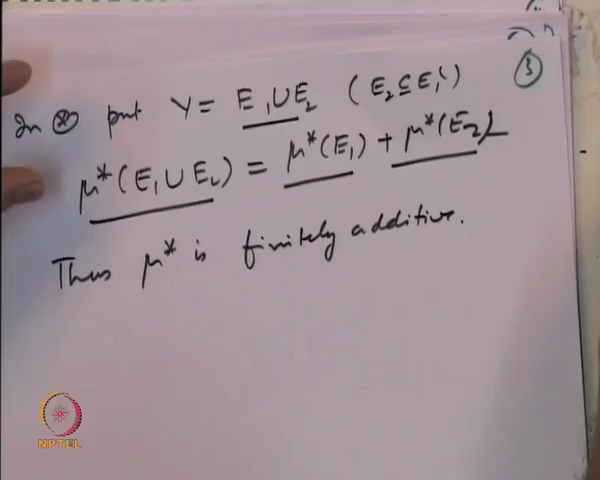 ③
In ⊛ put Y = E₁∪E₂ (E₂⊆E₁ᶜ)
μ*(E₁∪E₂) = μ*(E₁) + μ*(E₂)
Thus μ* is finitely additive.
NPTEL